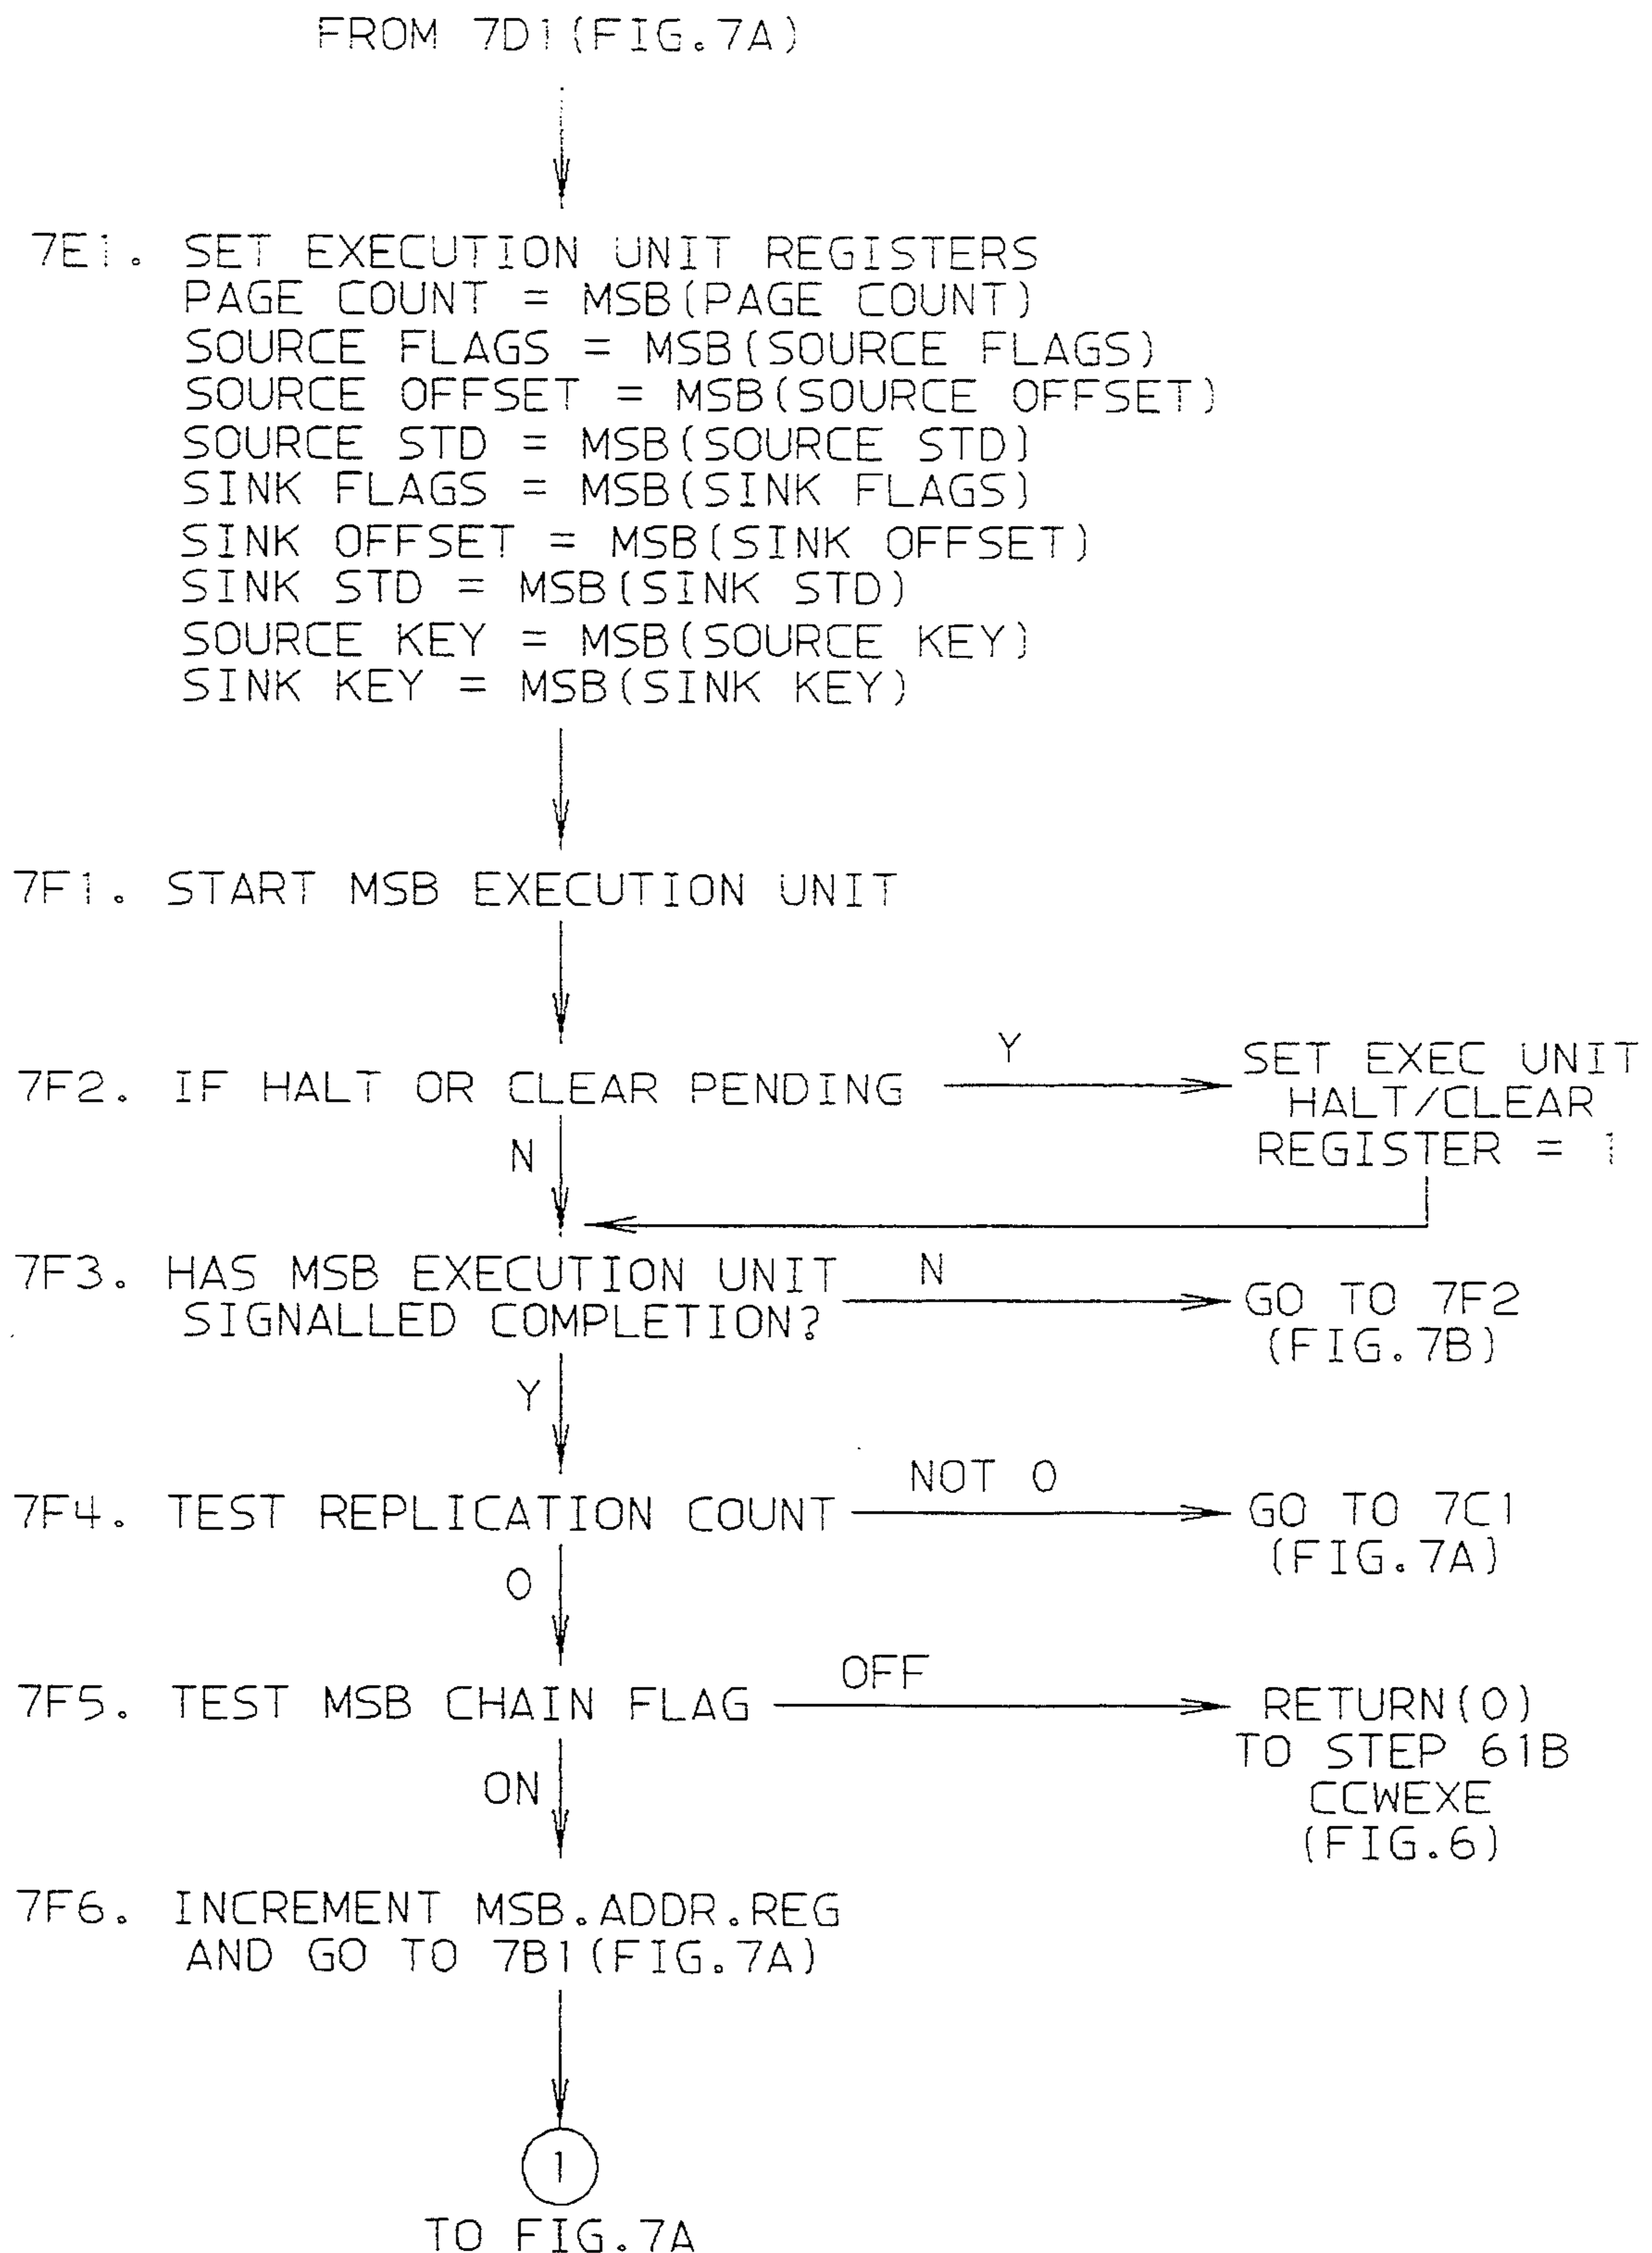 FROM 7D1(FIG.7A)
7E1. SET EXECUTION UNIT REGISTERS
PAGE COUNT = MSB(PAGE COUNT)
SOURCE FLAGS = MSB(SOURCE FLAGS)
SOURCE OFFSET = MSB(SOURCE OFFSET)
SOURCE STD = MSB(SOURCE STD)
SINK FLAGS = MSB(SINK FLAGS)
SINK OFFSET = MSB(SINK OFFSET)
SINK STD = MSB(SINK STD)
SOURCE KEY = MSB(SOURCE KEY)
SINK KEY = MSB(SINK KEY)
7F1. START MSB EXECUTION UNIT
7F2. IF HALT OR CLEAR PENDING
Y
SET EXEC UNIT
HALT/CLEAR
REGISTER = 1
N
7F3. HAS MSB EXECUTION UNIT
SIGNALLED COMPLETION?
N
GO TO 7F2
(FIG.7B)
Y
7F4. TEST REPLICATION COUNT
NOT 0
GO TO 7C1
(FIG.7A)
0
7F5. TEST MSB CHAIN FLAG
OFF
RETURN(0)
TO STEP 61B
CCWEXE
(FIG.6)
ON
7F6. INCREMENT MSB.ADDR.REG
AND GO TO 7B1(FIG.7A)
1
TO FIG.7A